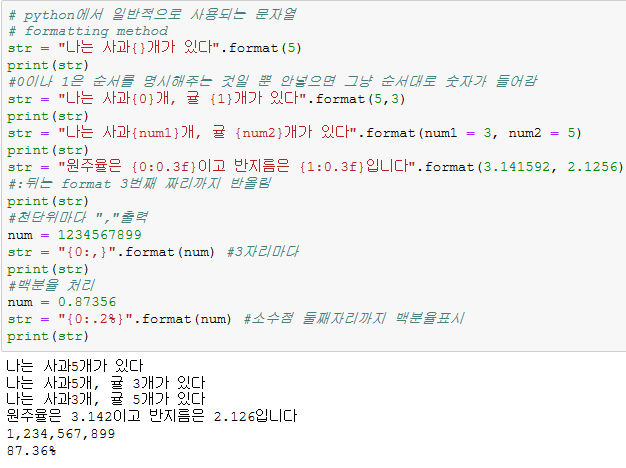 # python에서 일반적으로 사용되는 문자열
# formatting method
str = "나는 사과{}개가 있다".format(5)
print(str)
#0이나 1은 순서를 명시해주는 것일 뿐 안넣으면 그냥 순서대로 숫자가 들어감
str = "나는 사과{0}개, 귤 {1}개가 있다".format(5,3)
print(str)
str = "나는 사과{num1}개, 귤 {num2}개가 있다".format(num1 = 3, num2 = 5)
print(str)
str = "원주율은 {0:0.3f}이고 반지름은 {1:0.3f}입니다".format(3.141592, 2.1256)
#:뒤는 format 3번째 짜리까지 반올림
print(str)
#천단위마다 ","출력
num = 1234567899
str = "{0:,}".format(num) #3자리마다
print(str)
#백분율 처리
num = 0.87356
str = "{0:.2%}".format(num) #소수점 둘째자리까지 백분율표시
print(str)
나는 사과5개가 있다
나는 사과5개, 귤 3개가 있다
나는 사과3개, 귤 5개가 있다
원주율은 3.142이고 반지름은 2.126입니다
1,234,567,899
87.36%